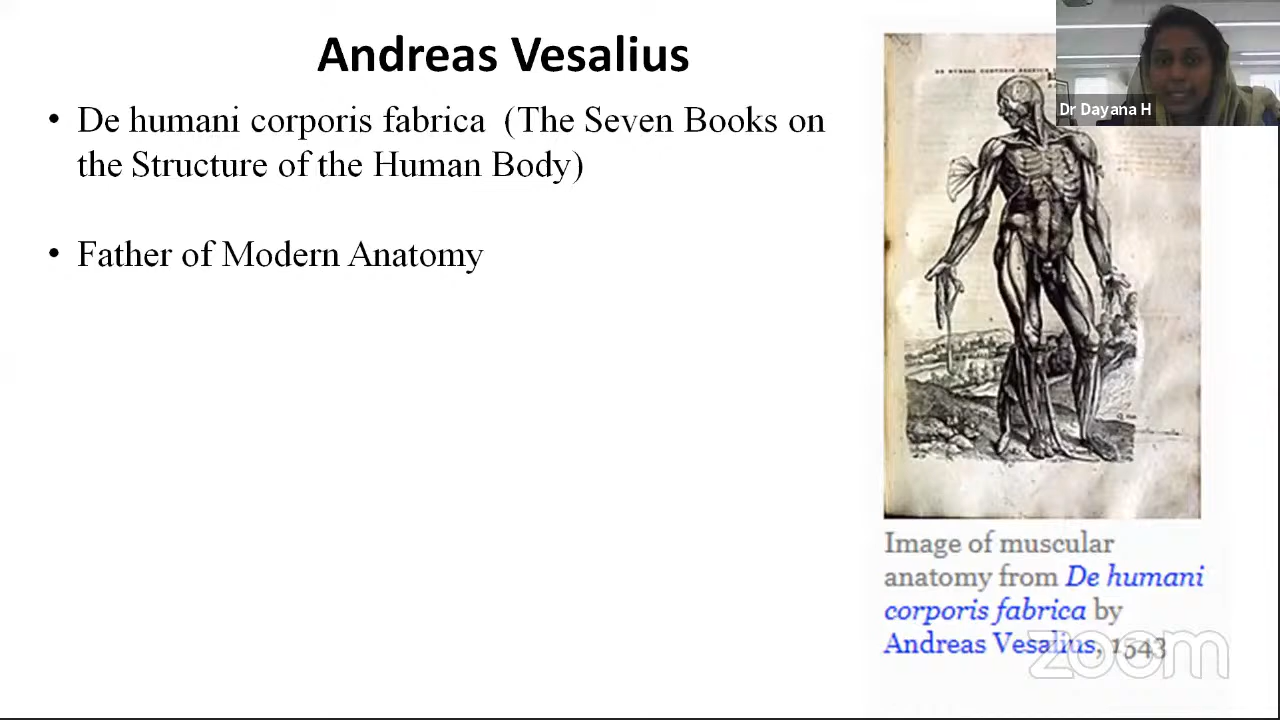 Andreas Vesalius
• De humani corporis fabrica (The Seven Books on
the Structure of the Human Body)
• Father of Modern Anatomy
Dr Dayana H
Image of muscular
anatomy from De humani
corporis fabrica by
Andreas Vesalius, 1543
zoom